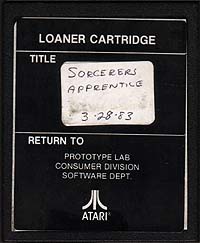 LOANER CARTRIDGE
TITLE
SORCERERS
APPRENTICE
3-28-83
RETURN TO
PROTOTYPE LAB
CONSUMER DIVISION
SOFTWARE DEPT.
ATARI